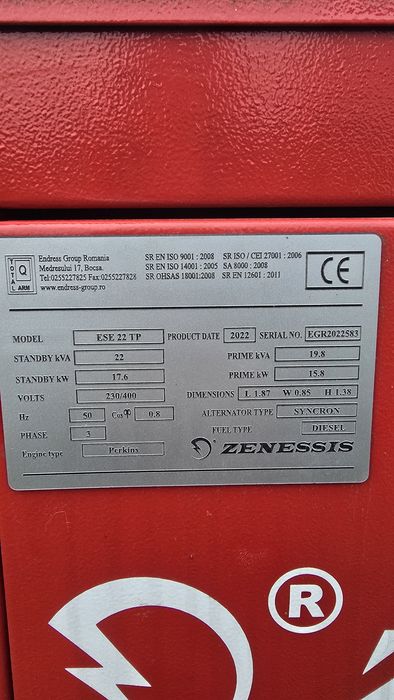 TOTAL Q ALARM
Endress Group Romania
Medresului 17, Bocsa.
Tel:0255227825 Fax:0255227828
www.endress-group.ro
SR EN ISO 9001 : 2008 SR ISO / CEI 27001 : 2006
SR EN ISO 14001 : 2005 SA 8000 : 2008
SR OHSAS 18001:2008 SR EN 12601 : 2011
CE
MODEL ESE 22 TP PRODUCT DATE 2022 SERIAL NO. EGR2022583
STANDBY kVA 22 PRIME kVA 19.8
STANDBY kW 17.6 PRIME kW 15.8
VOLTS 230/400 DIMENSIONS L 1.87 W 0.85 H 1.38
Hz 50 Cos φ 0.8 ALTERNATOR TYPE SYNCRON
PHASE 3 FUEL TYPE DIESEL
Engine type Perkins
® ZENESSIS
®